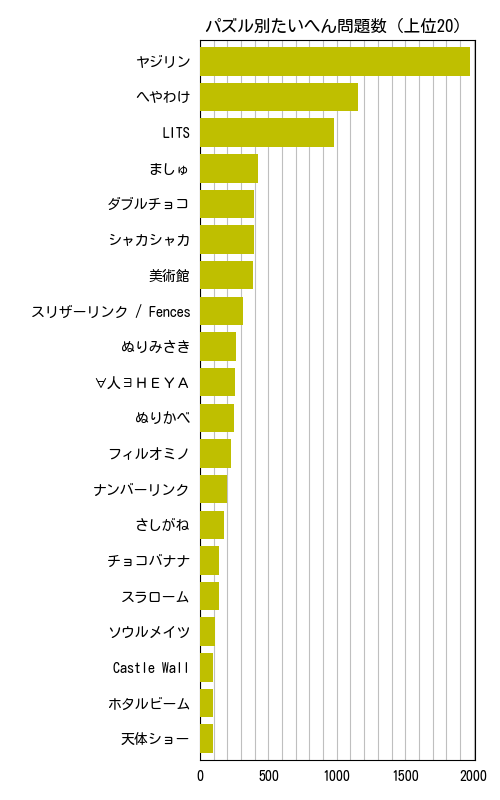 パズル別たいへん問題数（上位20）
ヤジリン
へやわけ
LITS
ましゅ
ダブルチョコ
シャカシャカ
美術館
スリザーリンク / Fences
ぬりみさき
∀人∃ＨＥＹＡ
ぬりかべ
フィルオミノ
ナンバーリンク
さしがね
チョコバナナ
スラローム
ソウルメイツ
Castle Wall
ホタルビーム
天体ショー
0 500 1000 1500 2000